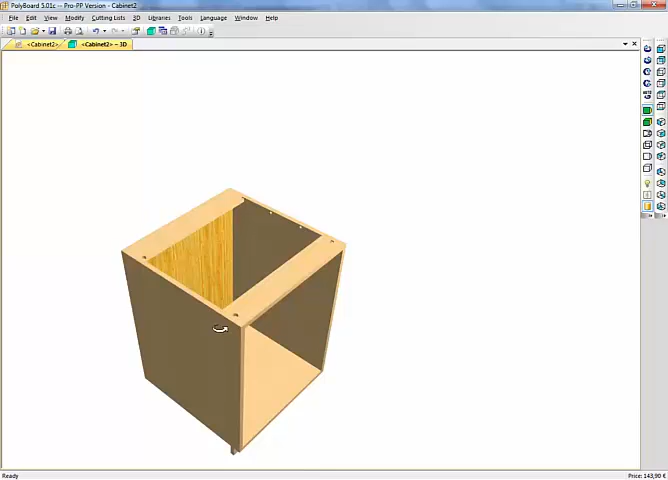 PolyBoard 5.01c -- Pro-PP Version - Cabinet2
File Edit View Modify Cutting Lists 3D Libraries Tools Language Window Help
<Cabinet2> <Cabinet2> - 3D
Ready Price: 143,90 €